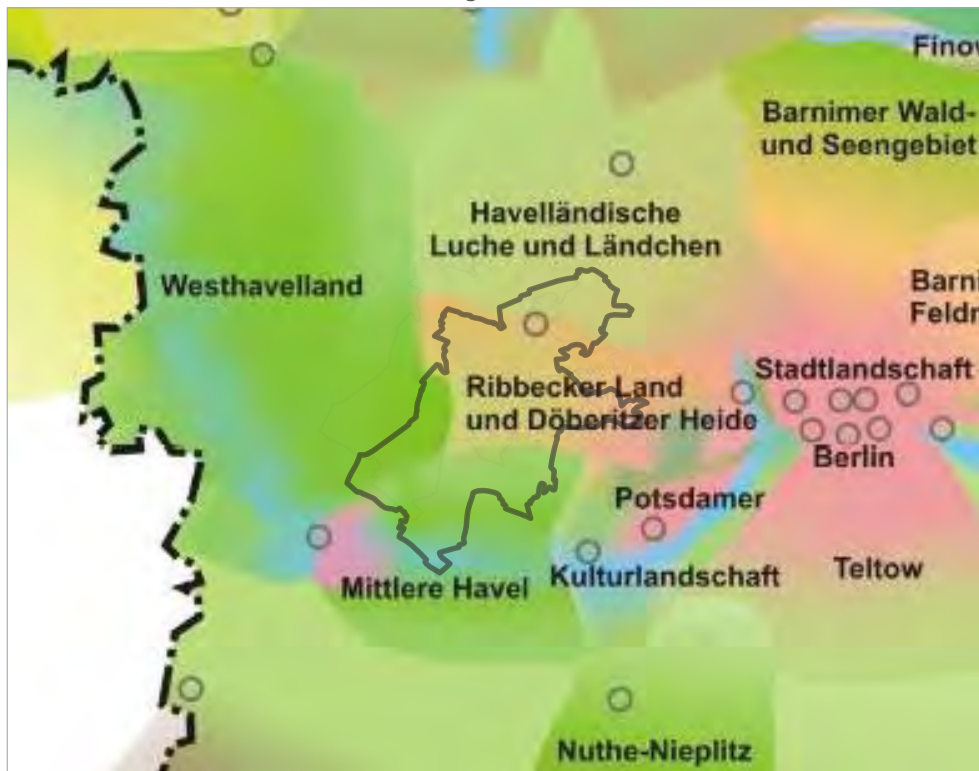 Finow
Barnimer Wald-
und Seengebiet
Havelländische
Luche und Ländchen
Westhavelland
Barni
Feldr
Ribbecker Land
und Döberitzer Heide
Stadtlandschaft
Berlin
Potsdamer
Kulturlandschaft
Teltow
Mittlere Havel
Nuthe-Nieplitz